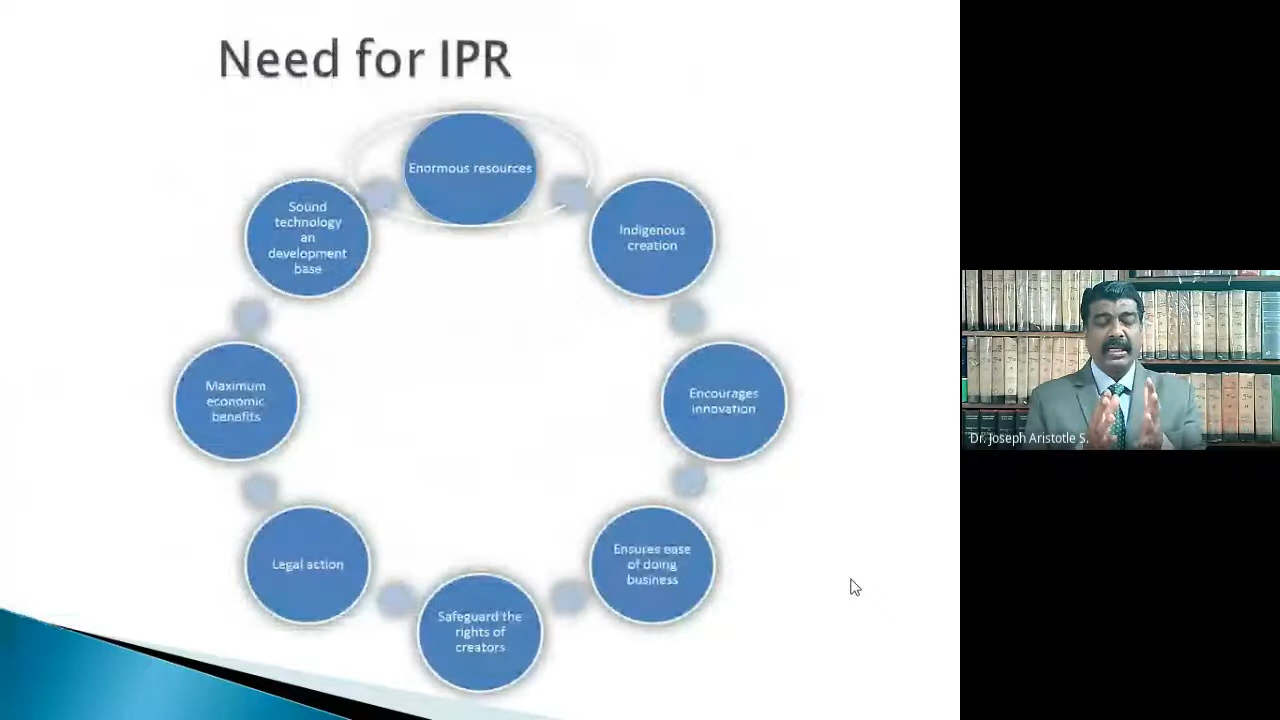 Need for IPR
Enormous resources
Indigenous
creation
Encourages
innovation
Ensures ease
of doing
business
Safeguard the
rights of
creators
Legal action
Maximum
economic
benefits
Sound
technology
an
development
base
Dr. Joseph Aristotle S.